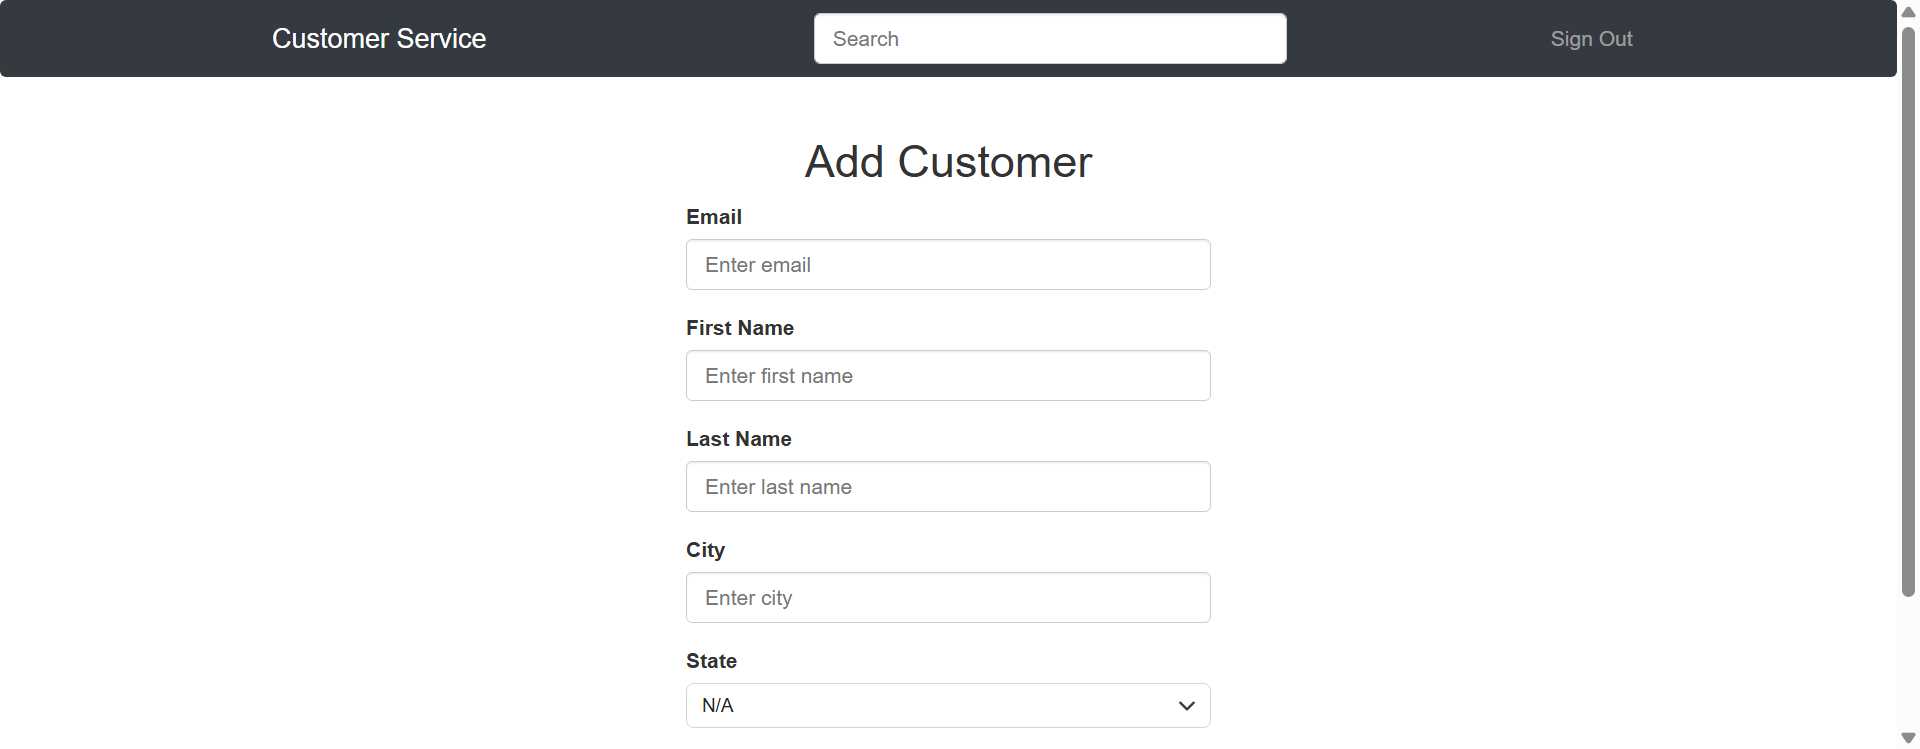 Customer Service
Search
Sign Out
Add Customer
Email
Enter email
First Name
Enter first name
Last Name
Enter last name
City
Enter city
State
N/A